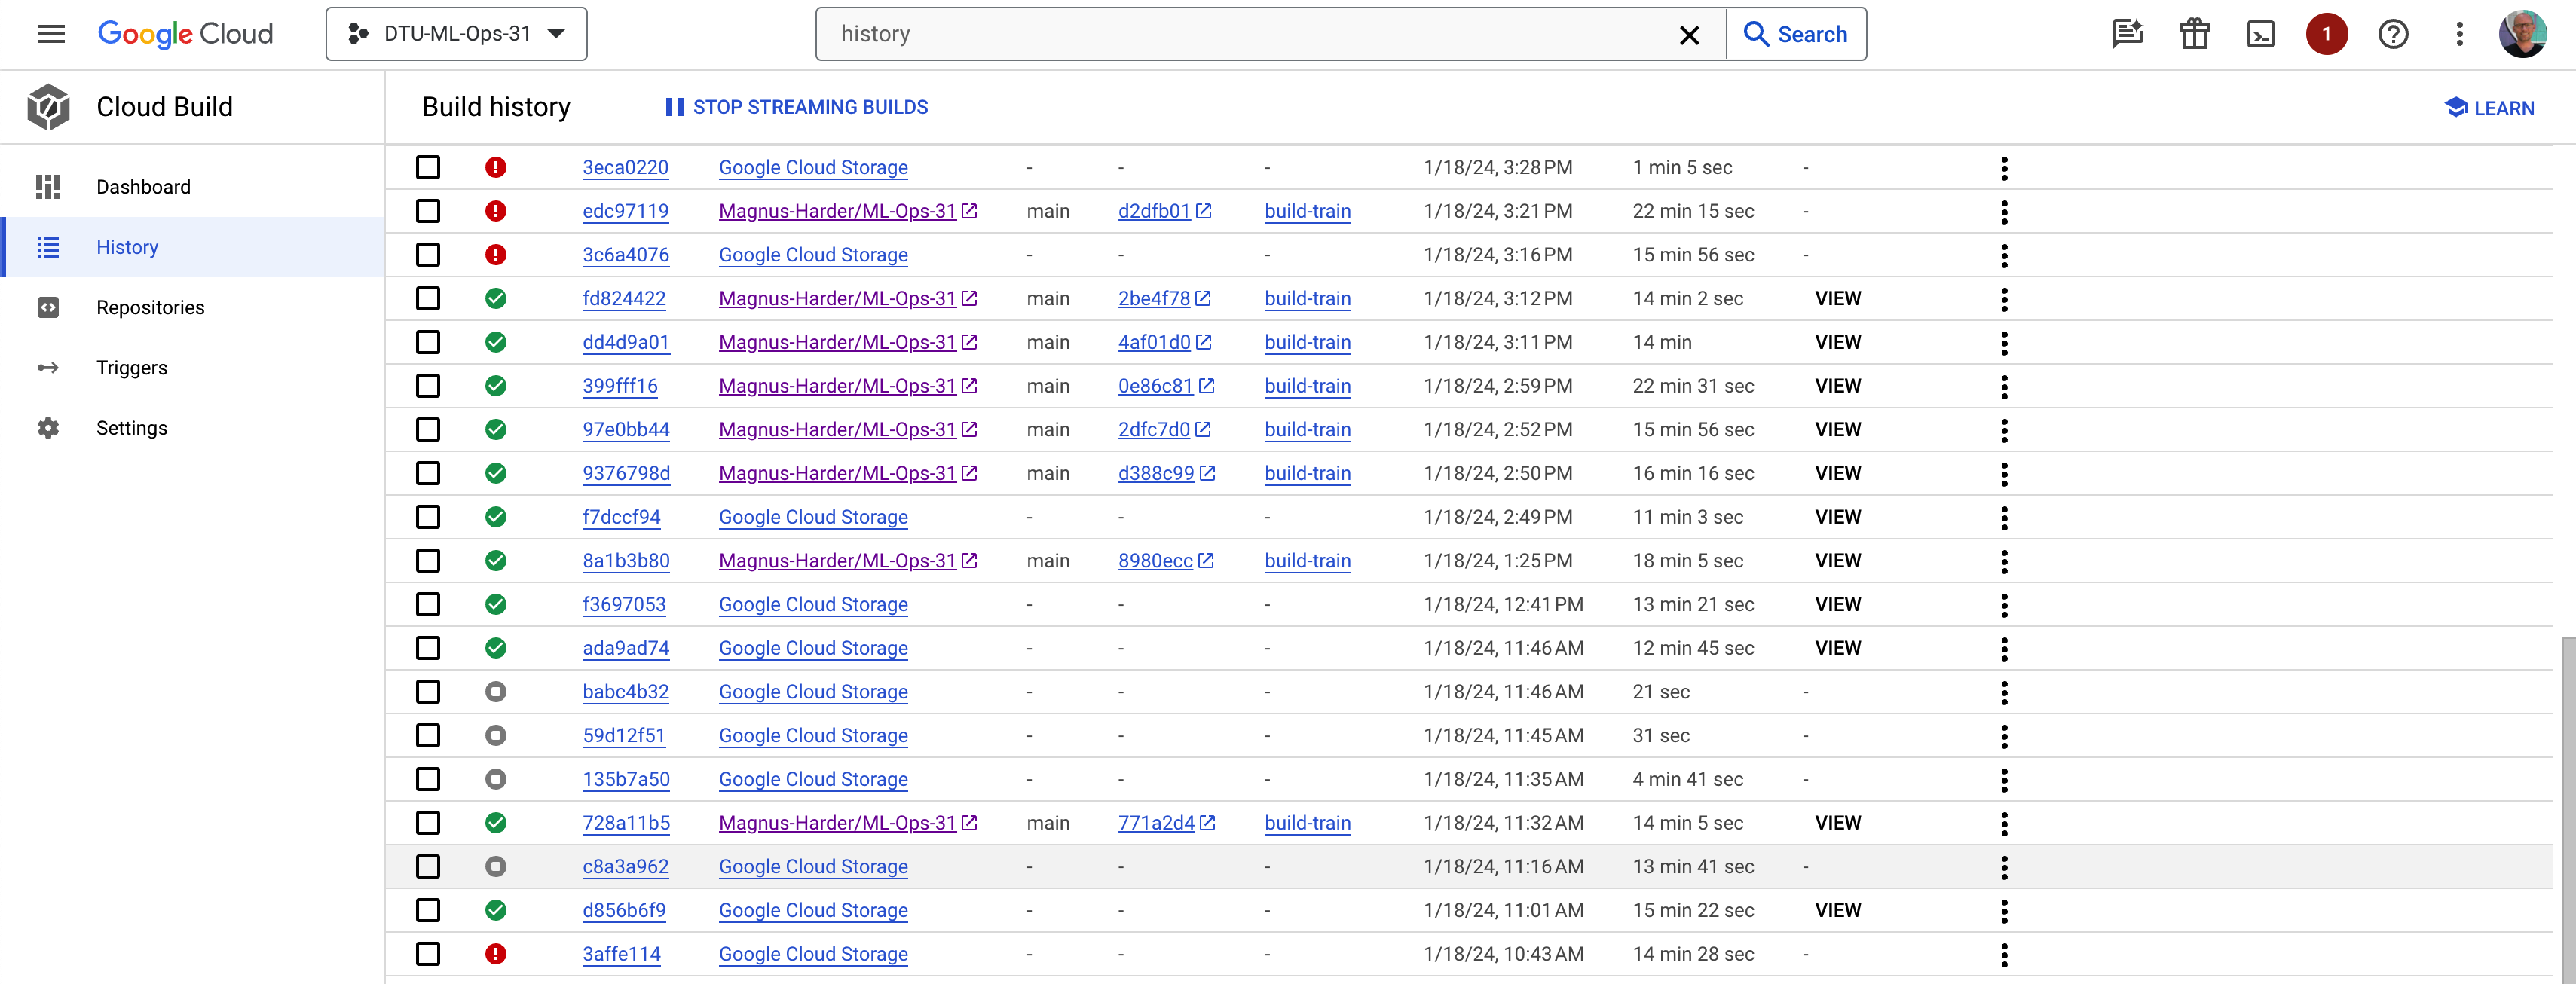 Google Cloud DTU-ML-Ops-31 history Search 1
Cloud Build Build history STOP STREAMING BUILDS LEARN
Dashboard
History
Repositories
Triggers
Settings
3eca0220 Google Cloud Storage - - - 1/18/24, 3:28 PM 1 min 5 sec -
edc97119 Magnus-Harder/ML-Ops-31 main d2dfb01 build-train 1/18/24, 3:21 PM 22 min 15 sec -
3c6a4076 Google Cloud Storage - - - 1/18/24, 3:16 PM 15 min 56 sec -
fd824422 Magnus-Harder/ML-Ops-31 main 2be4f78 build-train 1/18/24, 3:12 PM 14 min 2 sec VIEW
dd4d9a01 Magnus-Harder/ML-Ops-31 main 4af01d0 build-train 1/18/24, 3:11 PM 14 min VIEW
399fff16 Magnus-Harder/ML-Ops-31 main 0e86c81 build-train 1/18/24, 2:59 PM 22 min 31 sec VIEW
97e0bb44 Magnus-Harder/ML-Ops-31 main 2dfc7d0 build-train 1/18/24, 2:52 PM 15 min 56 sec VIEW
9376798d Magnus-Harder/ML-Ops-31 main d388c99 build-train 1/18/24, 2:50 PM 16 min 16 sec VIEW
f7dccf94 Google Cloud Storage - - - 1/18/24, 2:49 PM 11 min 3 sec VIEW
8a1b3b80 Magnus-Harder/ML-Ops-31 main 8980ecc build-train 1/18/24, 1:25 PM 18 min 5 sec VIEW
f3697053 Google Cloud Storage - - - 1/18/24, 12:41 PM 13 min 21 sec VIEW
ada9ad74 Google Cloud Storage - - - 1/18/24, 11:46 AM 12 min 45 sec VIEW
babc4b32 Google Cloud Storage - - - 1/18/24, 11:46 AM 21 sec -
59d12f51 Google Cloud Storage - - - 1/18/24, 11:45 AM 31 sec -
135b7a50 Google Cloud Storage - - - 1/18/24, 11:35 AM 4 min 41 sec -
728a11b5 Magnus-Harder/ML-Ops-31 main 771a2d4 build-train 1/18/24, 11:32 AM 14 min 5 sec VIEW
c8a3a962 Google Cloud Storage - - - 1/18/24, 11:16 AM 13 min 41 sec -
d856b6f9 Google Cloud Storage - - - 1/18/24, 11:01 AM 15 min 22 sec VIEW
3affe114 Google Cloud Storage - - - 1/18/24, 10:43 AM 14 min 28 sec -